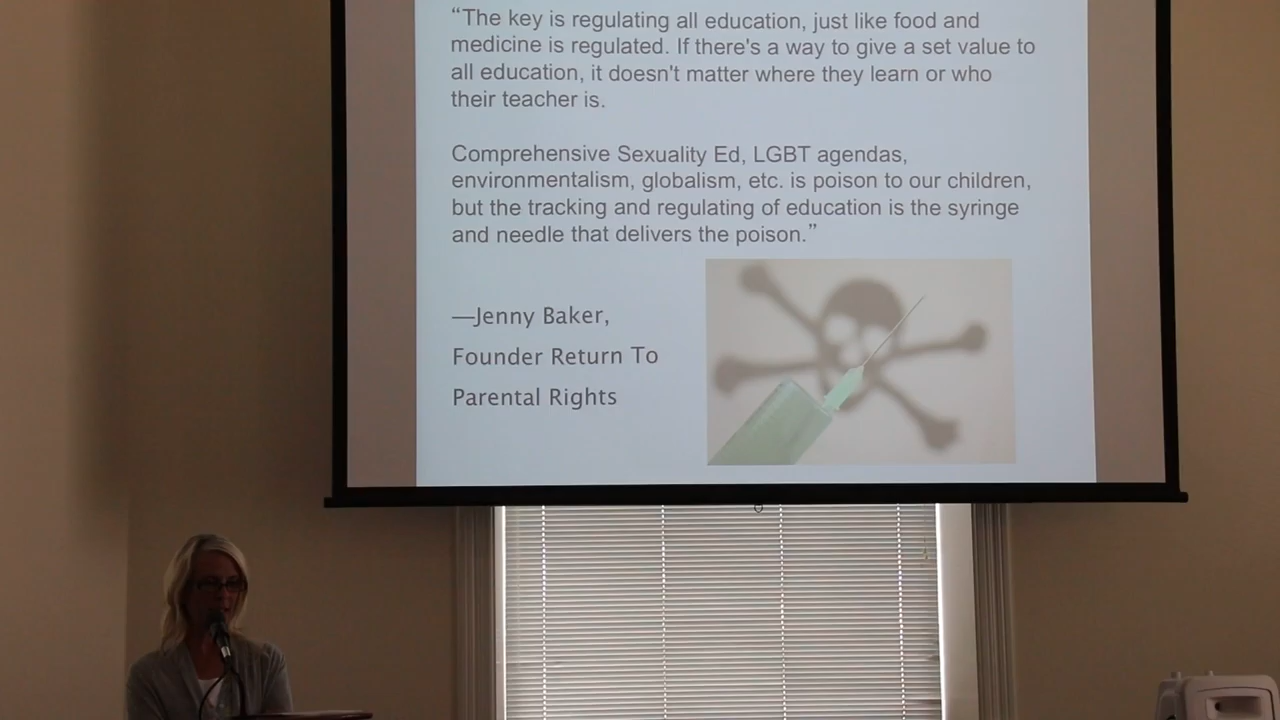 “The key is regulating all education, just like food and
medicine is regulated. If there's a way to give a set value to
all education, it doesn't matter where they learn or who
their teacher is.
Comprehensive Sexuality Ed, LGBT agendas,
environmentalism, globalism, etc. is poison to our children,
but the tracking and regulating of education is the syringe
and needle that delivers the poison.”
—Jenny Baker,
Founder Return To
Parental Rights